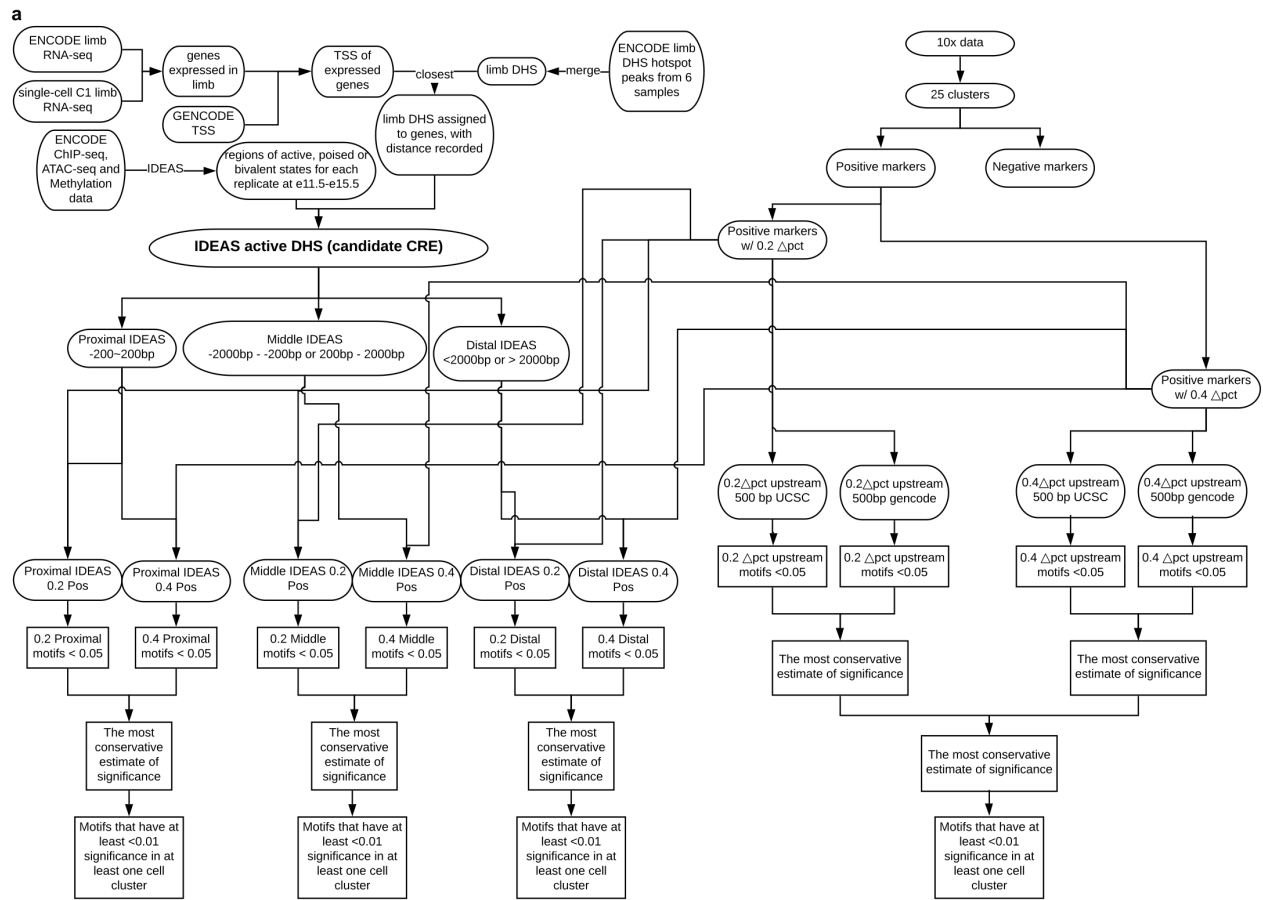 a
ENCODE limb
RNA-seq
single-cell C1 limb
RNA-seq
genes
expressed in
limb
GENCODE
TSS
TSS of
expressed
genes
closest
limb DHS
merge
ENCODE limb
DHS hotspot
peaks from 6
samples
limb DHS assigned
to genes, with
distance recorded
ENCODE
ChIP-seq,
ATAC-seq and
Methylation
data
IDEAS
regions of active, poised or
bivalent states for each
replicate at e11.5-e15.5
IDEAS active DHS (candidate CRE)
10x data
25 clusters
Positive markers
Negative markers
Positive markers
w/ 0.2 △pct
Positive markers
w/ 0.4 △pct
Proximal IDEAS
-200~200bp
Middle IDEAS
-2000bp - -200bp or 200bp - 2000bp
Distal IDEAS
<2000bp or > 2000bp
0.2△pct upstream
500 bp UCSC
0.2△pct upstream
500bp gencode
0.4△pct upstream
500 bp UCSC
0.4△pct upstream
500bp gencode
0.2 △pct upstream
motifs <0.05
0.2 △pct upstream
motifs <0.05
0.4 △pct upstream
motifs <0.05
0.4 △pct upstream
motifs <0.05
Proximal IDEAS
0.2 Pos
Proximal IDEAS
0.4 Pos
Middle IDEAS 0.2
Pos
Middle IDEAS 0.4
Pos
Distal IDEAS 0.2
Pos
Distal IDEAS 0.4
Pos
0.2 Proximal
motifs < 0.05
0.4 Proximal
motifs < 0.05
0.2 Middle
motifs < 0.05
0.4 Middle
motifs < 0.05
0.2 Distal
motifs < 0.05
0.4 Distal
motifs < 0.05
The most conservative
estimate of significance
The most conservative
estimate of significance
The most
conservative
estimate of
significance
The most
conservative
estimate of
significance
The most
conservative
estimate of
significance
The most conservative
estimate of significance
Motifs that have at
least <0.01
significance in at
least one cell
cluster
Motifs that have at
least <0.01
significance in at
least one cell
cluster
Motifs that have at
least <0.01
significance in at
least one cell
cluster
Motifs that have at
least <0.01
significance in at
least one cell
cluster